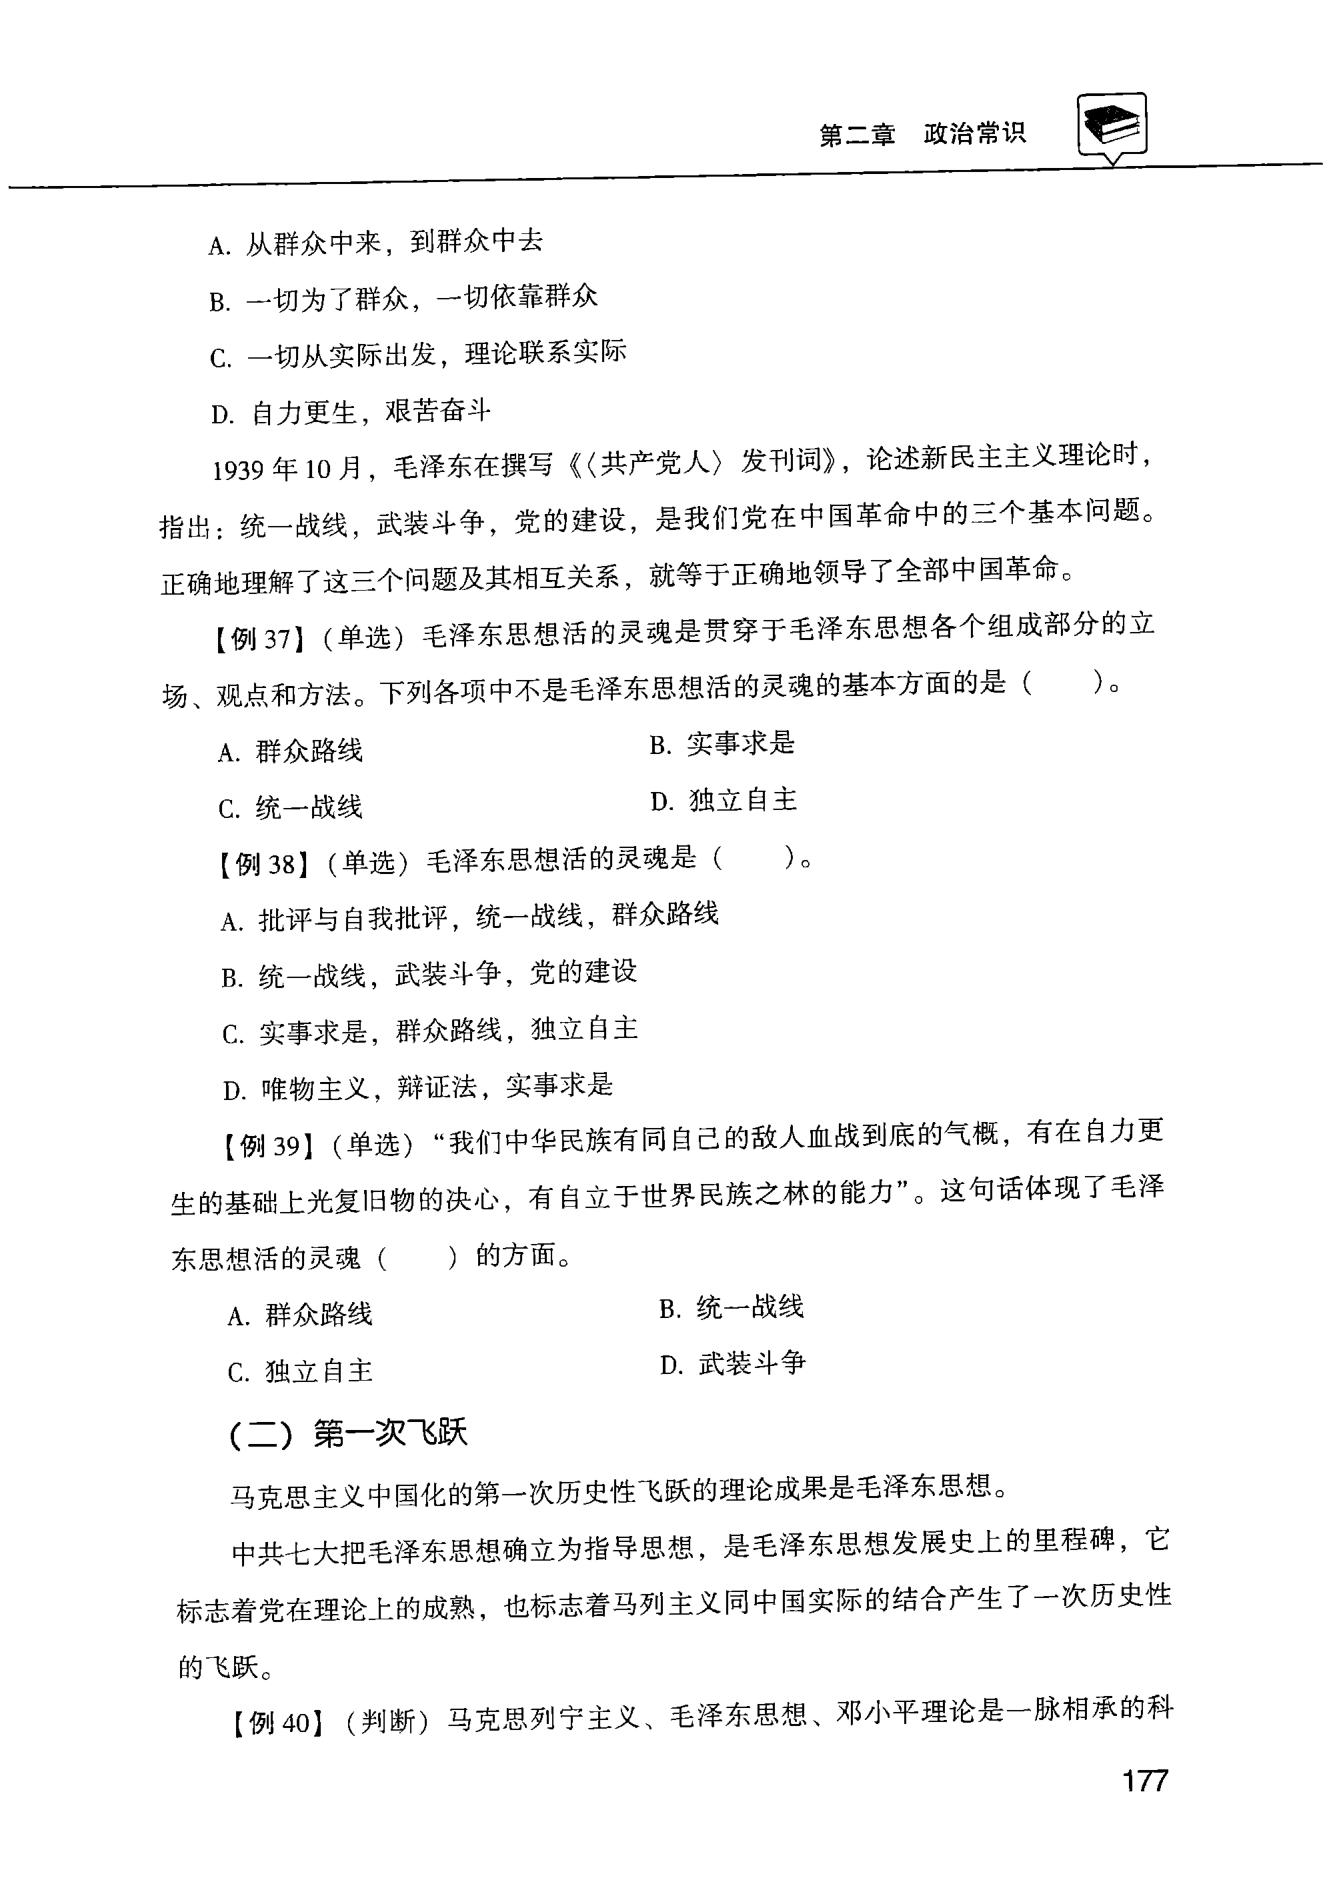 第二章 政治常识
A. 从群众中来，到群众中去
B. 一切为了群众，一切依靠群众
C. 一切从实际出发，理论联系实际
D. 自力更生，艰苦奋斗
1939 年 10 月，毛泽东在撰写《〈共产党人〉发刊词》，论述新民主主义理论时，
指出：统一战线，武装斗争，党的建设，是我们党在中国革命中的三个基本问题。
正确地理解了这三个问题及其相互关系，就等于正确地领导了全部中国革命。
【例 37】（单选）毛泽东思想活的灵魂是贯穿于毛泽东思想各个组成部分的立
场、观点和方法。下列各项中不是毛泽东思想活的灵魂的基本方面的是（　　）。
A. 群众路线　　B. 实事求是
C. 统一战线　　D. 独立自主
【例 38】（单选）毛泽东思想活的灵魂是（　　）。
A. 批评与自我批评，统一战线，群众路线
B. 统一战线，武装斗争，党的建设
C. 实事求是，群众路线，独立自主
D. 唯物主义，辩证法，实事求是
【例 39】（单选）“我们中华民族有同自己的敌人血战到底的气概，有在自力更
生的基础上光复旧物的决心，有自立于世界民族之林的能力”。这句话体现了毛泽
东思想活的灵魂（　　）的方面。
A. 群众路线　　B. 统一战线
C. 独立自主　　D. 武装斗争
（二）第一次飞跃
马克思主义中国化的第一次历史性飞跃的理论成果是毛泽东思想。
中共七大把毛泽东思想确立为指导思想，是毛泽东思想发展史上的里程碑，它
标志着党在理论上的成熟，也标志着马列主义同中国实际的结合产生了一次历史性
的飞跃。
【例 40】（判断）马克思列宁主义、毛泽东思想、邓小平理论是一脉相承的科
177